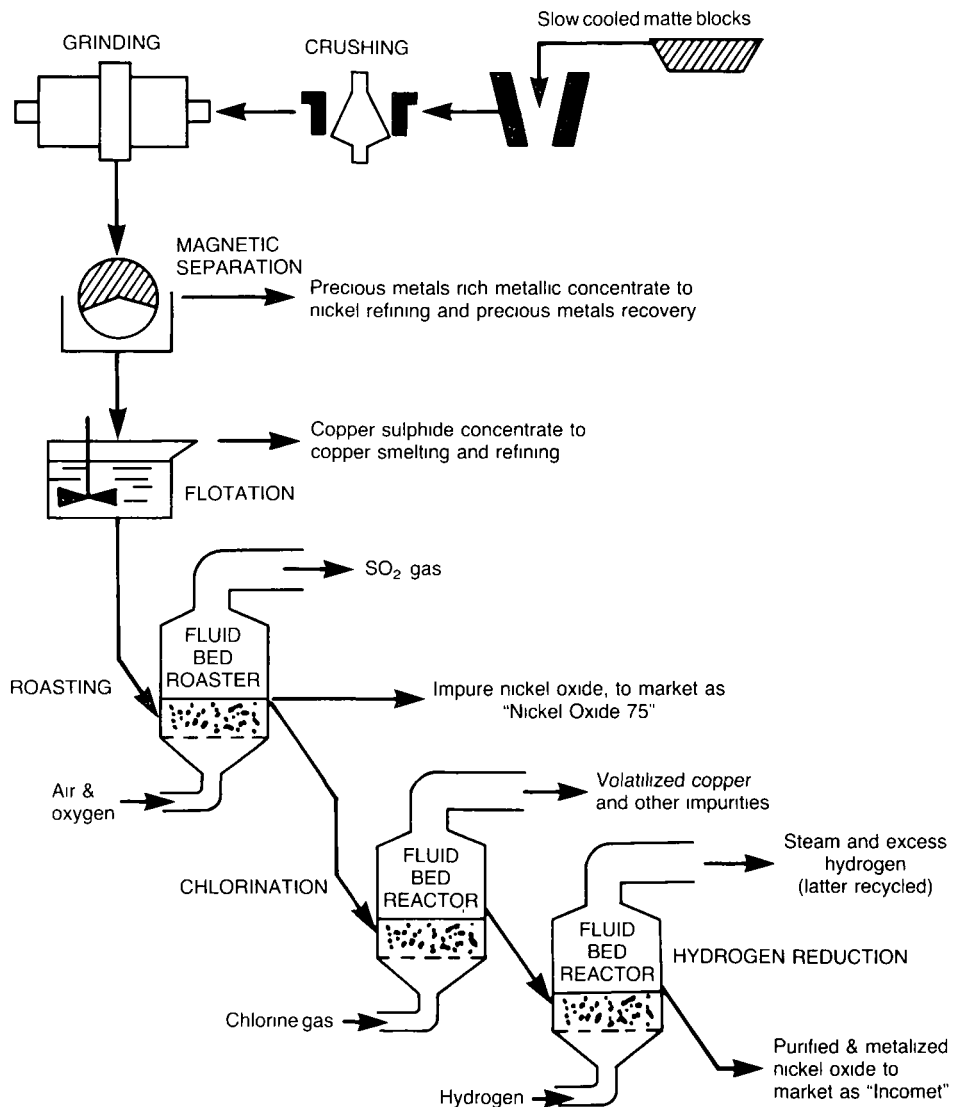 Slow cooled matte blocks
GRINDING
CRUSHING
MAGNETIC
SEPARATION
Precious metals rich metallic concentrate to
nickel refining and precious metals recovery
Copper sulphide concentrate to
copper smelting and refining
FLOTATION
SO₂ gas
FLUID
BED
ROASTER
ROASTING
Impure nickel oxide, to market as
"Nickel Oxide 75"
Air &
oxygen
Volatilized copper
and other impurities
FLUID
BED
REACTOR
CHLORINATION
Steam and excess
hydrogen
(latter recycled)
FLUID
BED
REACTOR
HYDROGEN REDUCTION
Chlorine gas
Purified & metalized
nickel oxide to
market as "Incomet"
Hydrogen